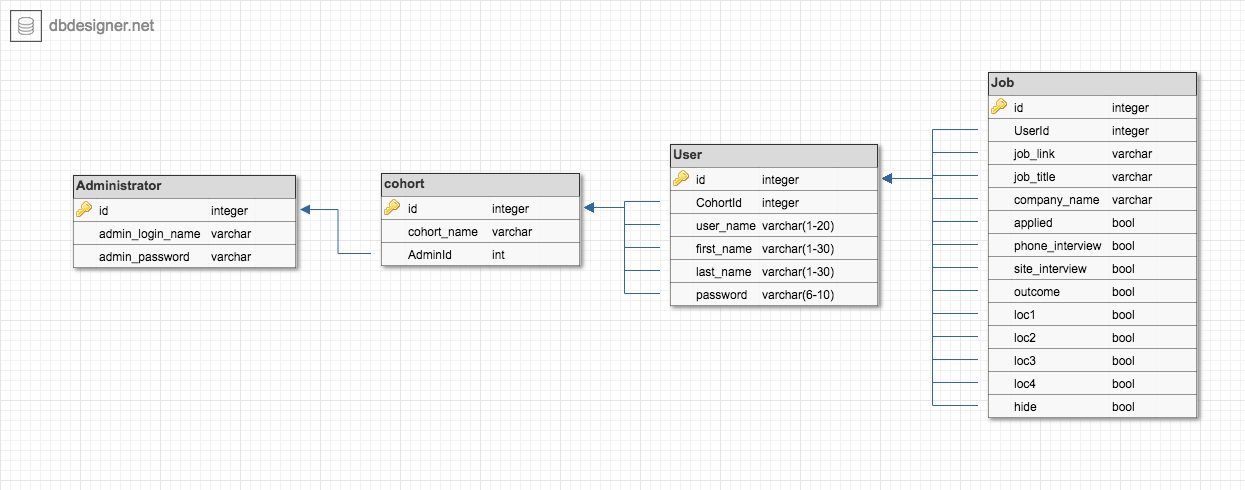 dbdesigner.net
Administrator
id integer
admin_login_name varchar
admin_password varchar
cohort
id integer
cohort_name varchar
AdminId int
User
id integer
CohortId integer
user_name varchar(1-20)
first_name varchar(1-30)
last_name varchar(1-30)
password varchar(6-10)
Job
id integer
UserId integer
job_link varchar
job_title varchar
company_name varchar
applied bool
phone_interview bool
site_interview bool
outcome bool
loc1 bool
loc2 bool
loc3 bool
loc4 bool
hide bool